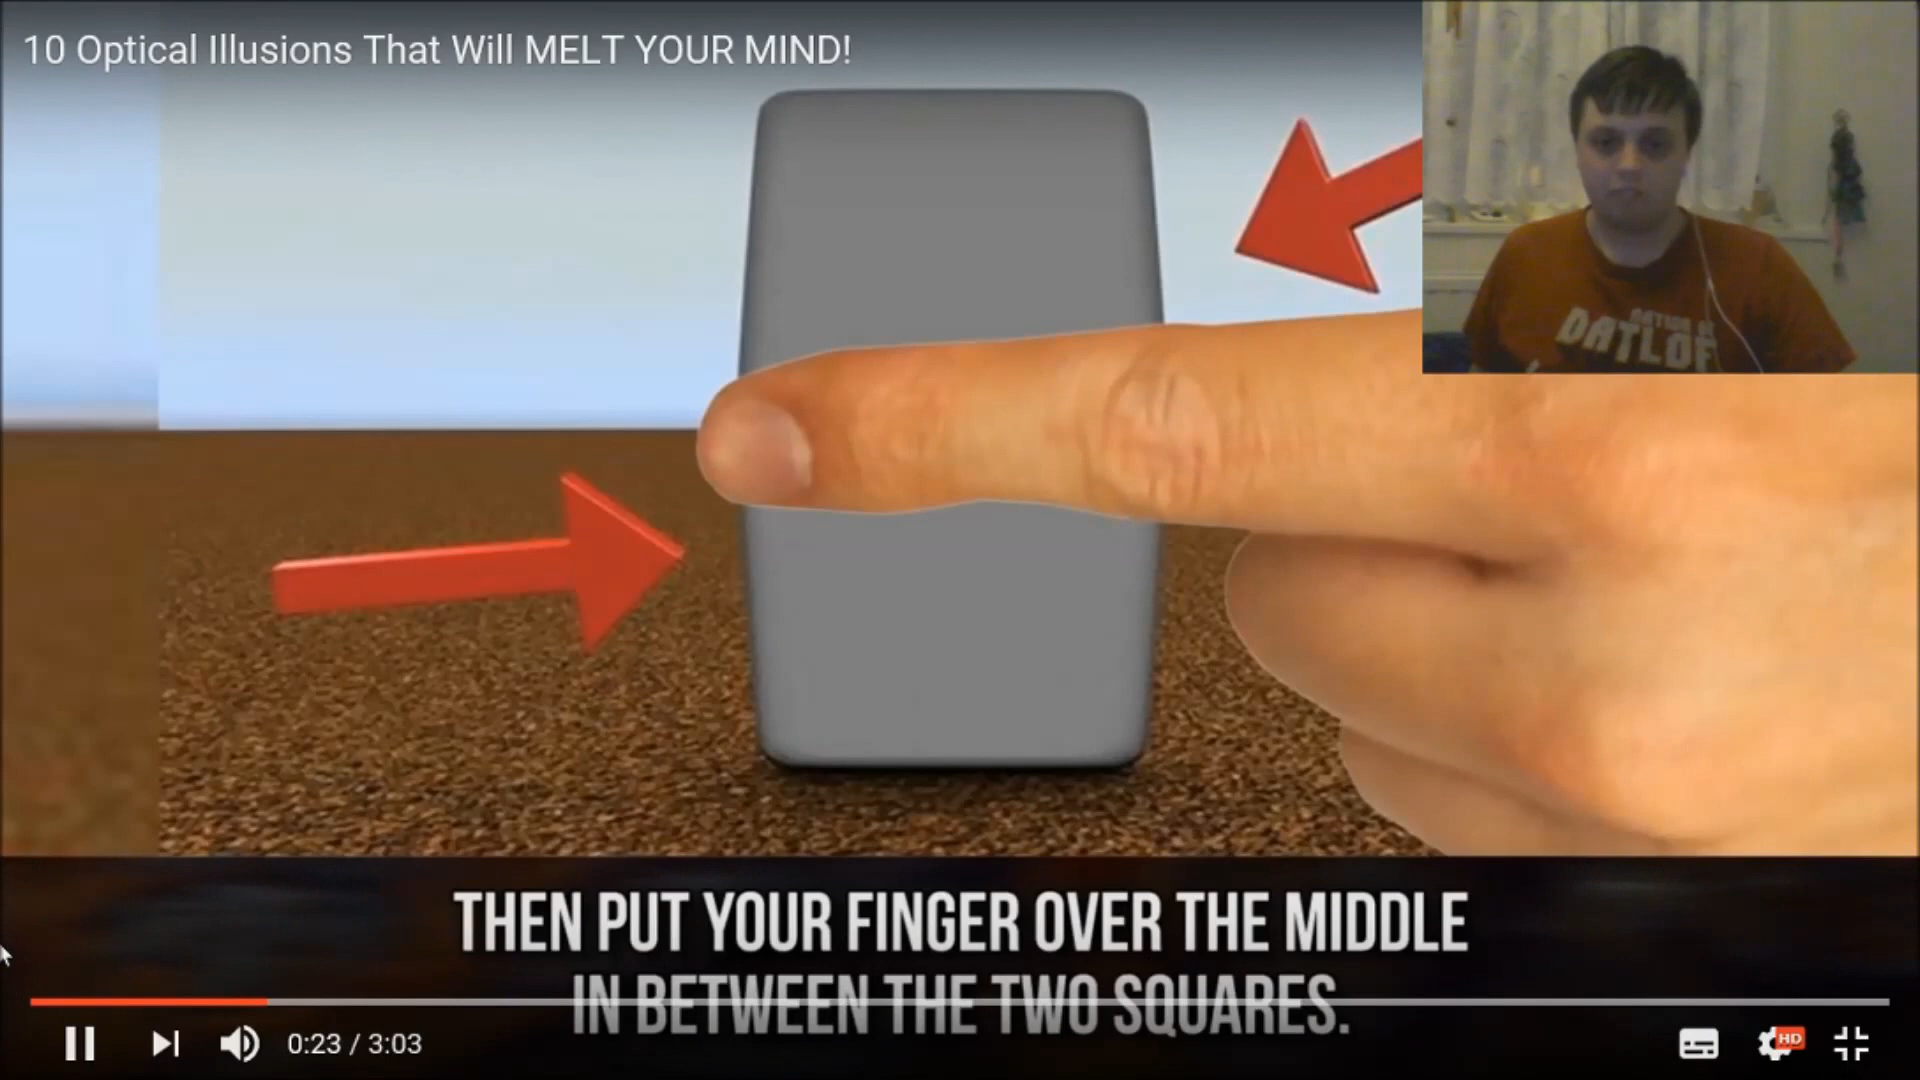 10 Optical Illusions That Will MELT YOUR MIND!
DATLOF
THEN PUT YOUR FINGER OVER THE MIDDLE
IN BETWEEN THE TWO SQUARES.
0:23 / 3:03
HD